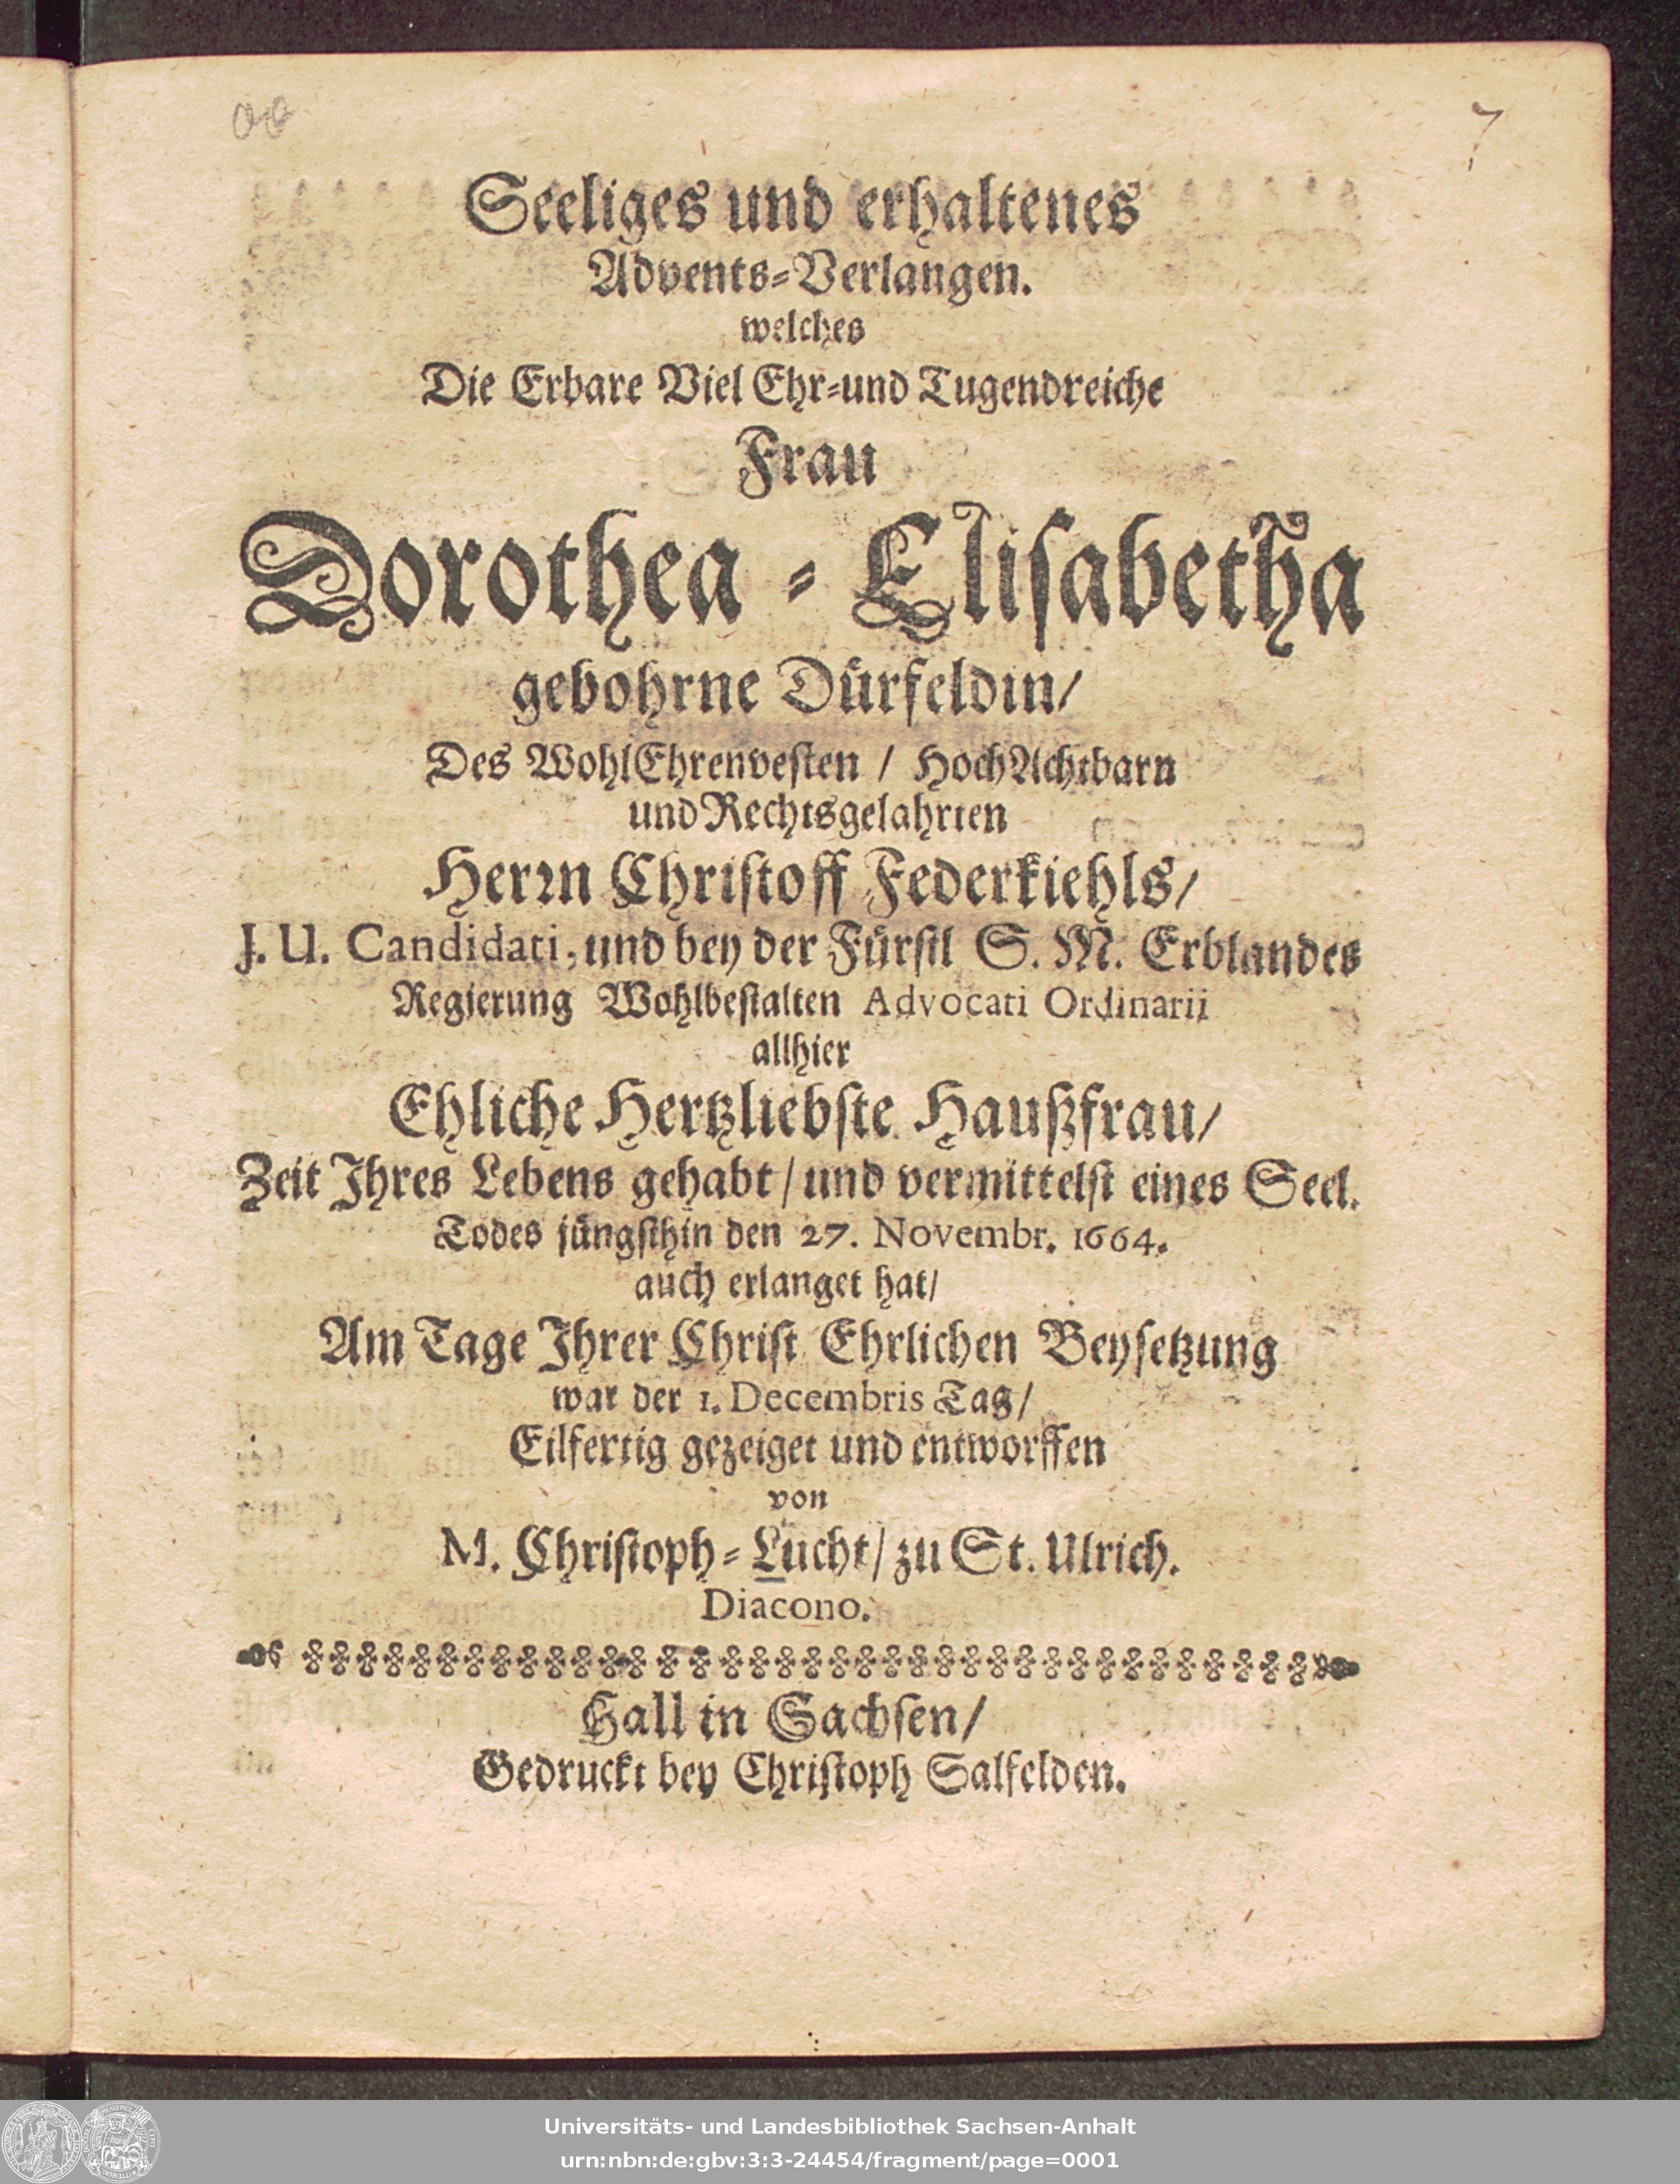 7
Seeliges und erhaltenes
Advents-Verlangen.
welches
Die Erbare Viel Ehr-und Tugendreiche
Frau
Dorothea - Elisabetha
gebohrne Dürfeldin/
Des WohlEhrenvesten / HochAchtbarn
und Rechtsgelahrten
Herrn Christoff Federkiehls/
J. U. Candidati, und bey der Fürstl S. M. Erblandes
Regierung Wohlbestalten Advocati Ordinarii
allhier
Ehliche Hertzliebste Haußfrau/
Zeit Ihres Lebens gehabt/ und vermittelst eines Seel.
Todes jüngsthin den 27. Novembr. 1664.
auch erlanget hat/
Am Tage Ihrer Christ Ehrlichen Beysetzung
war der 1. Decembris Tag/
Eilfertig gezeiget und entworffen
von
M. Christoph-Lucht/ zu St. Ulrich.
Diacono.
Hall in Sachsen/
Gedruckt bey Christoph Salfelden.
Universitäts- und Landesbibliothek Sachsen-Anhalt
urn:nbn:de:gbv:3:3-24454/fragment/page=0001